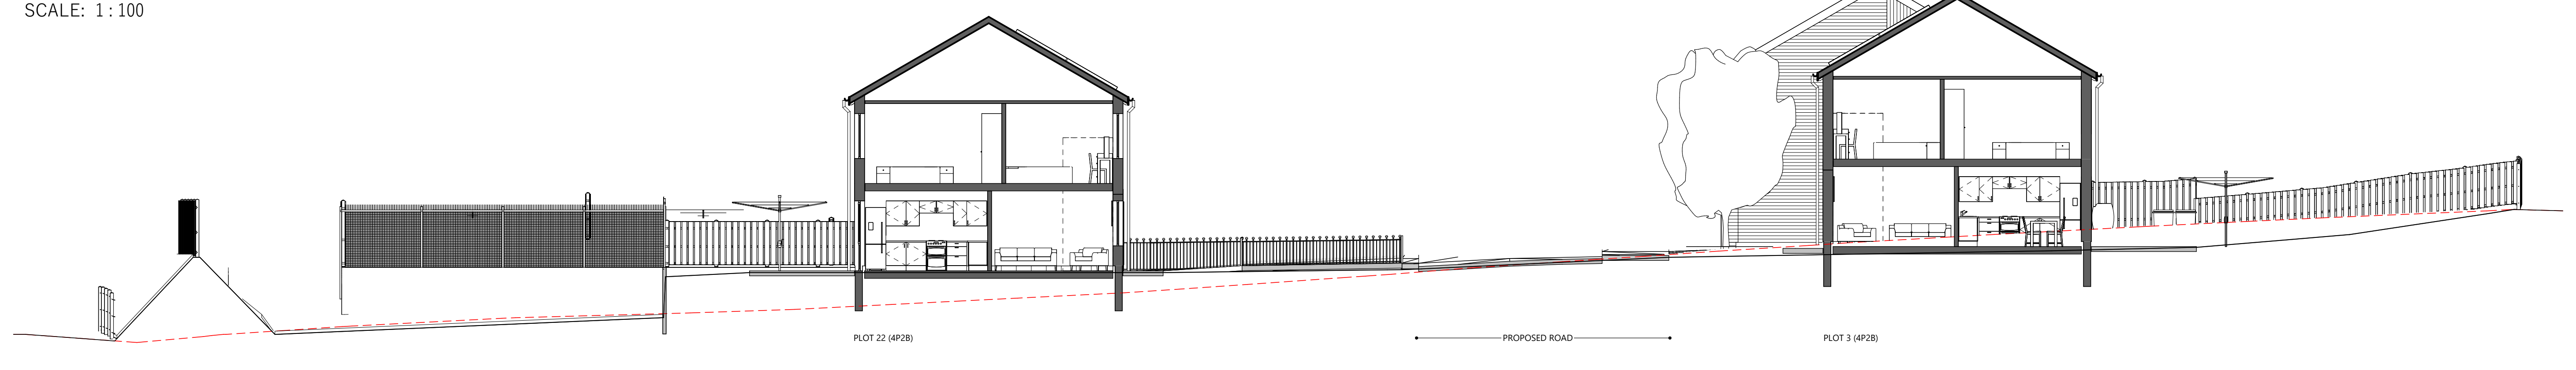 SCALE: 1 : 100
PLOT 22 (4P2B)
PROPOSED ROAD
PLOT 3 (4P2B)